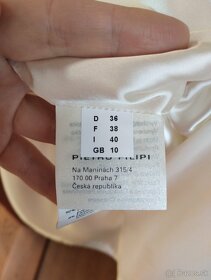 D 36
F 38
I 40
GB 10
PIETRO FILIPI
Na Maninách 315/4
170 00 Praha 7
Česká republika